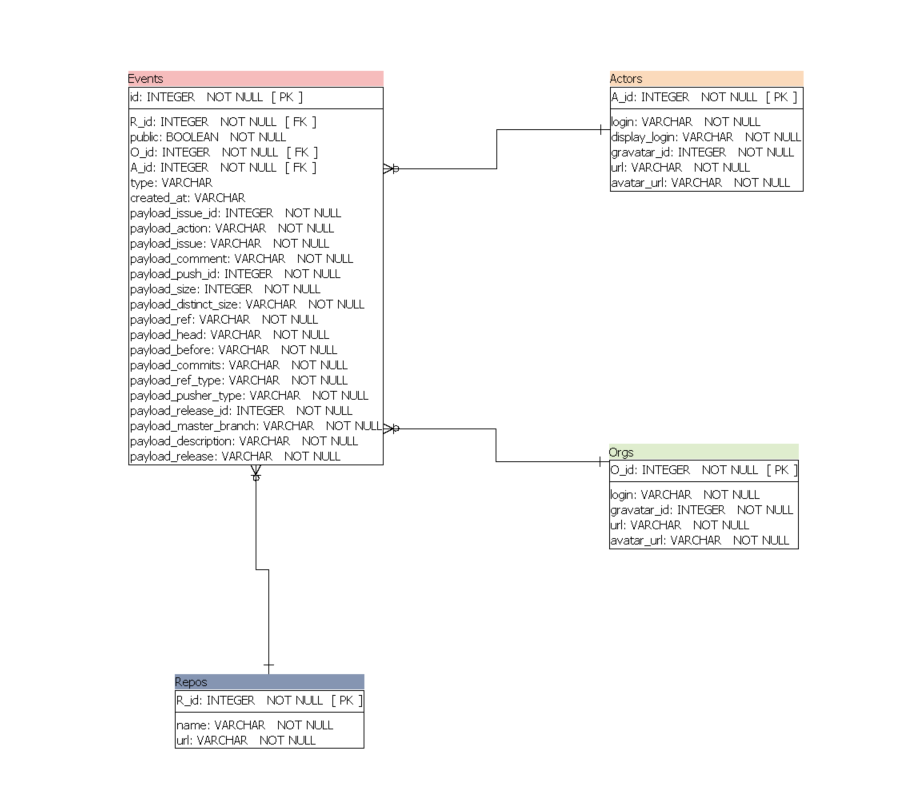 Events
id: INTEGER NOT NULL [ PK ]
R_id: INTEGER NOT NULL [ FK ]
public: BOOLEAN NOT NULL
O_id: INTEGER NOT NULL [ FK ]
A_id: INTEGER NOT NULL [ FK ]
type: VARCHAR
created_at: VARCHAR
payload_issue_id: INTEGER NOT NULL
payload_action: VARCHAR NOT NULL
payload_issue: VARCHAR NOT NULL
payload_comment: VARCHAR NOT NULL
payload_push_id: INTEGER NOT NULL
payload_size: INTEGER NOT NULL
payload_distinct_size: VARCHAR NOT NULL
payload_ref: VARCHAR NOT NULL
payload_head: VARCHAR NOT NULL
payload_before: VARCHAR NOT NULL
payload_commits: VARCHAR NOT NULL
payload_ref_type: VARCHAR NOT NULL
payload_pusher_type: VARCHAR NOT NULL
payload_release_id: INTEGER NOT NULL
payload_master_branch: VARCHAR NOT NULL
payload_description: VARCHAR NOT NULL
payload_release: VARCHAR NOT NULL
Actors
A_id: INTEGER NOT NULL [ PK ]
login: VARCHAR NOT NULL
display_login: VARCHAR NOT NULL
gravatar_id: INTEGER NOT NULL
url: VARCHAR NOT NULL
avatar_url: VARCHAR NOT NULL
Orgs
O_id: INTEGER NOT NULL [ PK ]
login: VARCHAR NOT NULL
gravatar_id: INTEGER NOT NULL
url: VARCHAR NOT NULL
avatar_url: VARCHAR NOT NULL
Repos
R_id: INTEGER NOT NULL [ PK ]
name: VARCHAR NOT NULL
url: VARCHAR NOT NULL